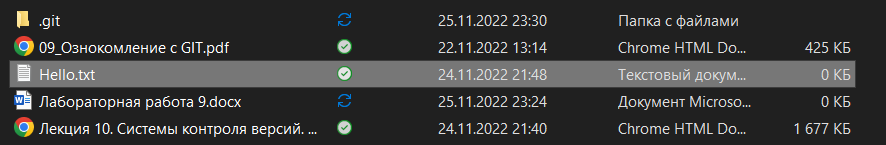 .git 25.11.2022 23:30 Папка с файлами
09_Ознокомление с GIT.pdf 22.11.2022 13:14 Chrome HTML Do... 425 КБ
Hello.txt 24.11.2022 21:48 Текстовый докум... 0 КБ
Лабораторная работа 9.docx 25.11.2022 23:24 Документ Microso... 0 КБ
Лекция 10. Системы контроля версий. ... 24.11.2022 21:40 Chrome HTML Do... 1 677 КБ